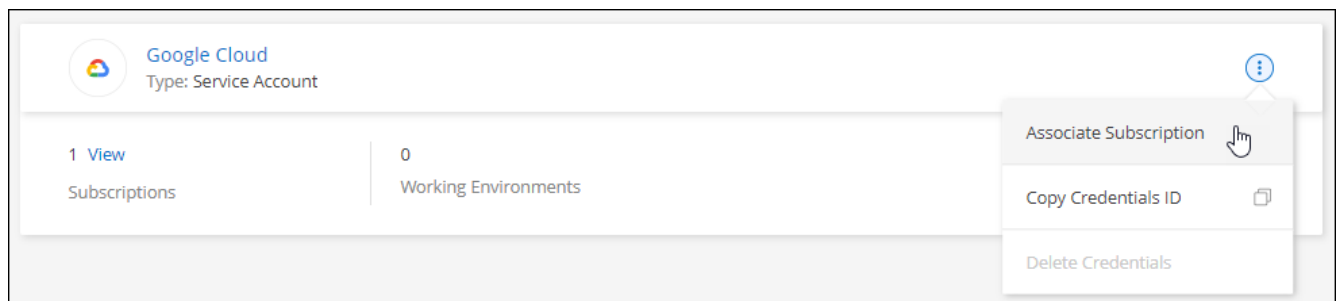 Google Cloud
Type: Service Account
1 View
Subscriptions
0
Working Environments
Associate Subscription
Copy Credentials ID
Delete Credentials